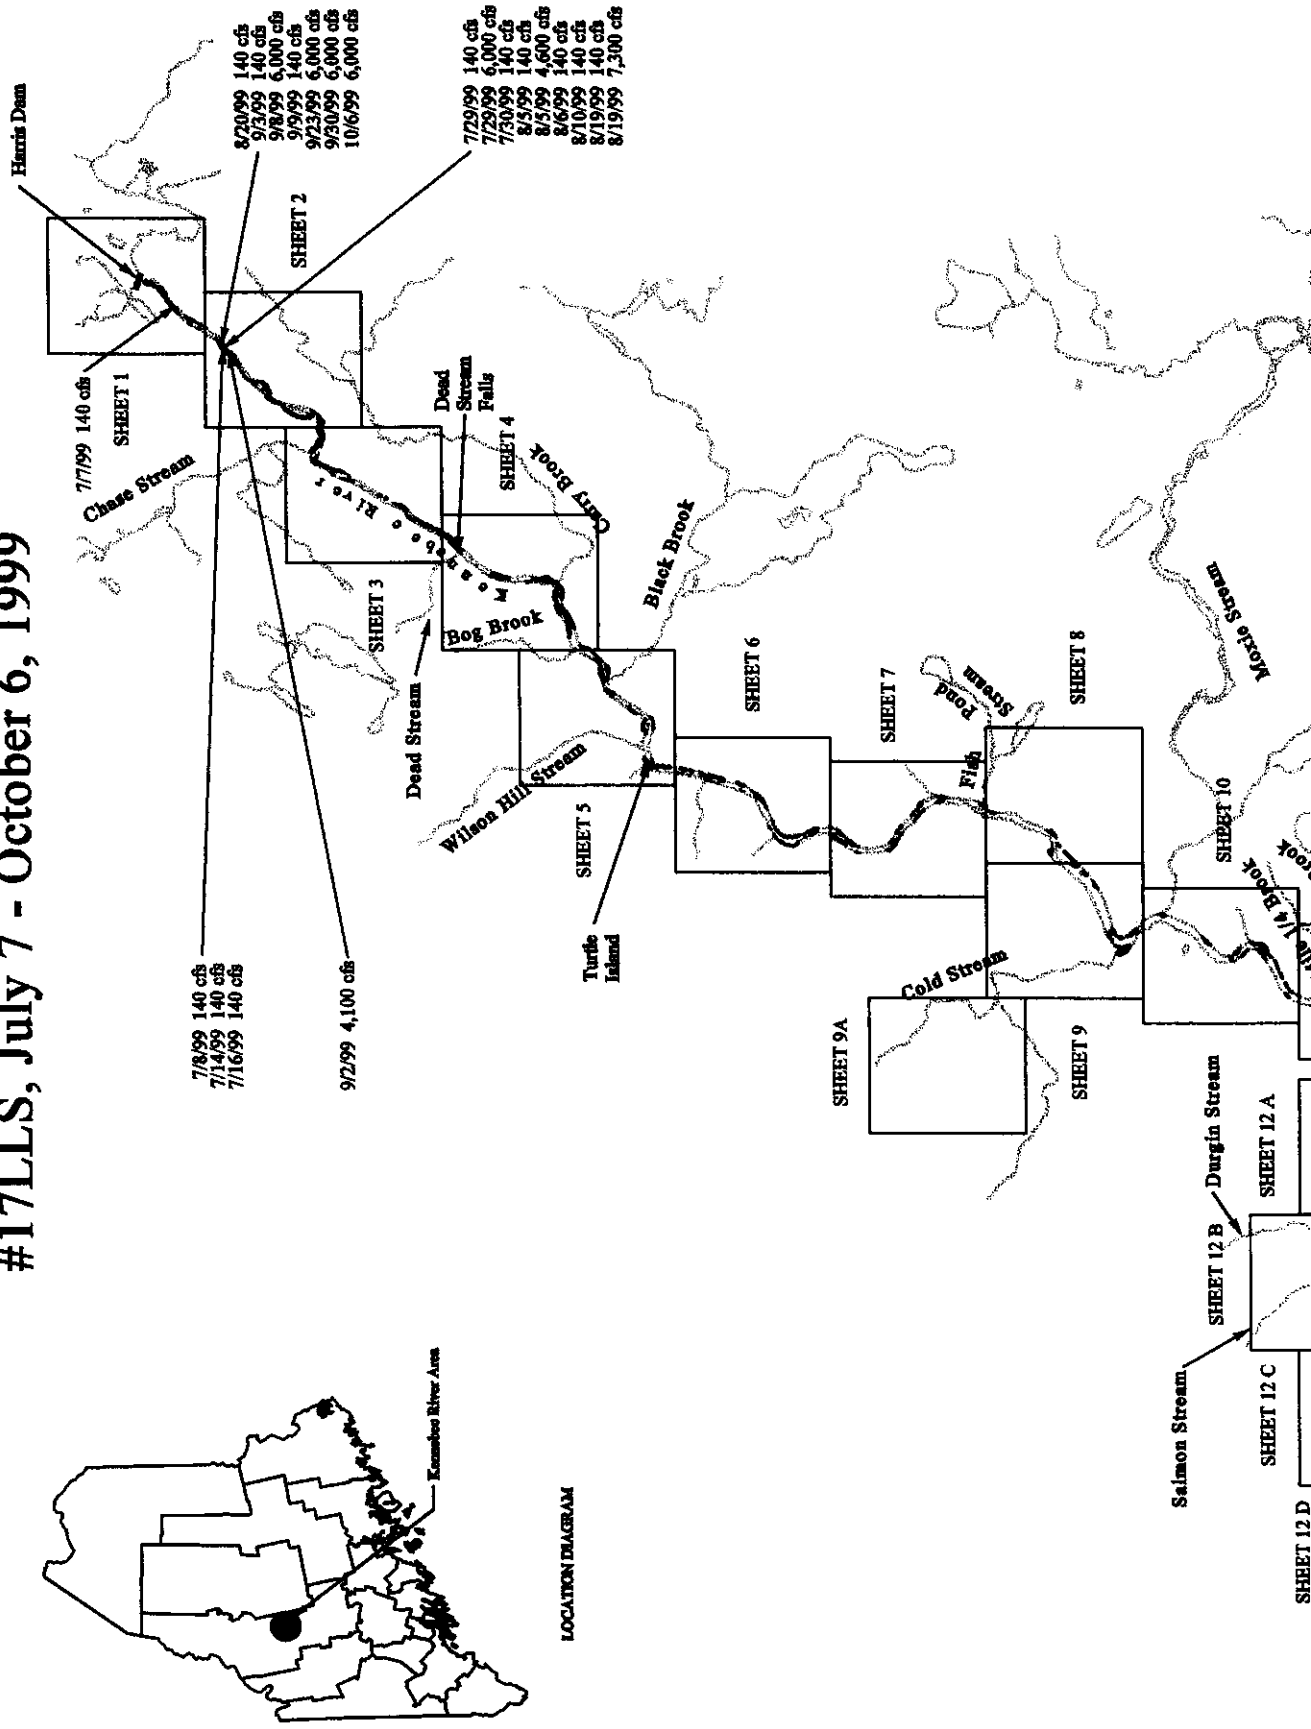 #17LLS, July 7 - October 6, 1999
Harris Dam
8/20/99 140 cfs
9/3/99 140 cfs
9/8/99 6,000 cfs
9/9/99 140 cfs
9/23/99 6,000 cfs
9/30/99 6,000 cfs
10/6/99 6,000 cfs
7/29/99 140 cfs
7/29/99 6,000 cfs
7/30/99 140 cfs
8/5/99 140 cfs
8/5/99 4,600 cfs
8/6/99 140 cfs
8/10/99 140 cfs
8/19/99 140 cfs
8/19/99 7,300 cfs
7/7/99 140 cfs
SHEET 1
SHEET 2
Chase Stream
7/8/99 140 cfs
7/14/99 140 cfs
7/16/99 140 cfs
9/2/99 4,100 cfs
SHEET 3
Dead
Stream
Falls
SHEET 4
Carry Brook
Dead Stream
Bog Brook
Black Brook
Wilson Hill Stream
SHEET 5
Turtle
Island
SHEET 6
SHEET 7
Fish
Pond
Stream
SHEET 8
Cold Stream
SHEET 9A
SHEET 9
SHEET 10
Moxie Stream
1/4 Brook
Durgin Stream
SHEET 12 A
SHEET 12 B
Salmon Stream
SHEET 12 C
SHEET 12 D
Kennebec River Area
LOCATION DIAGRAM